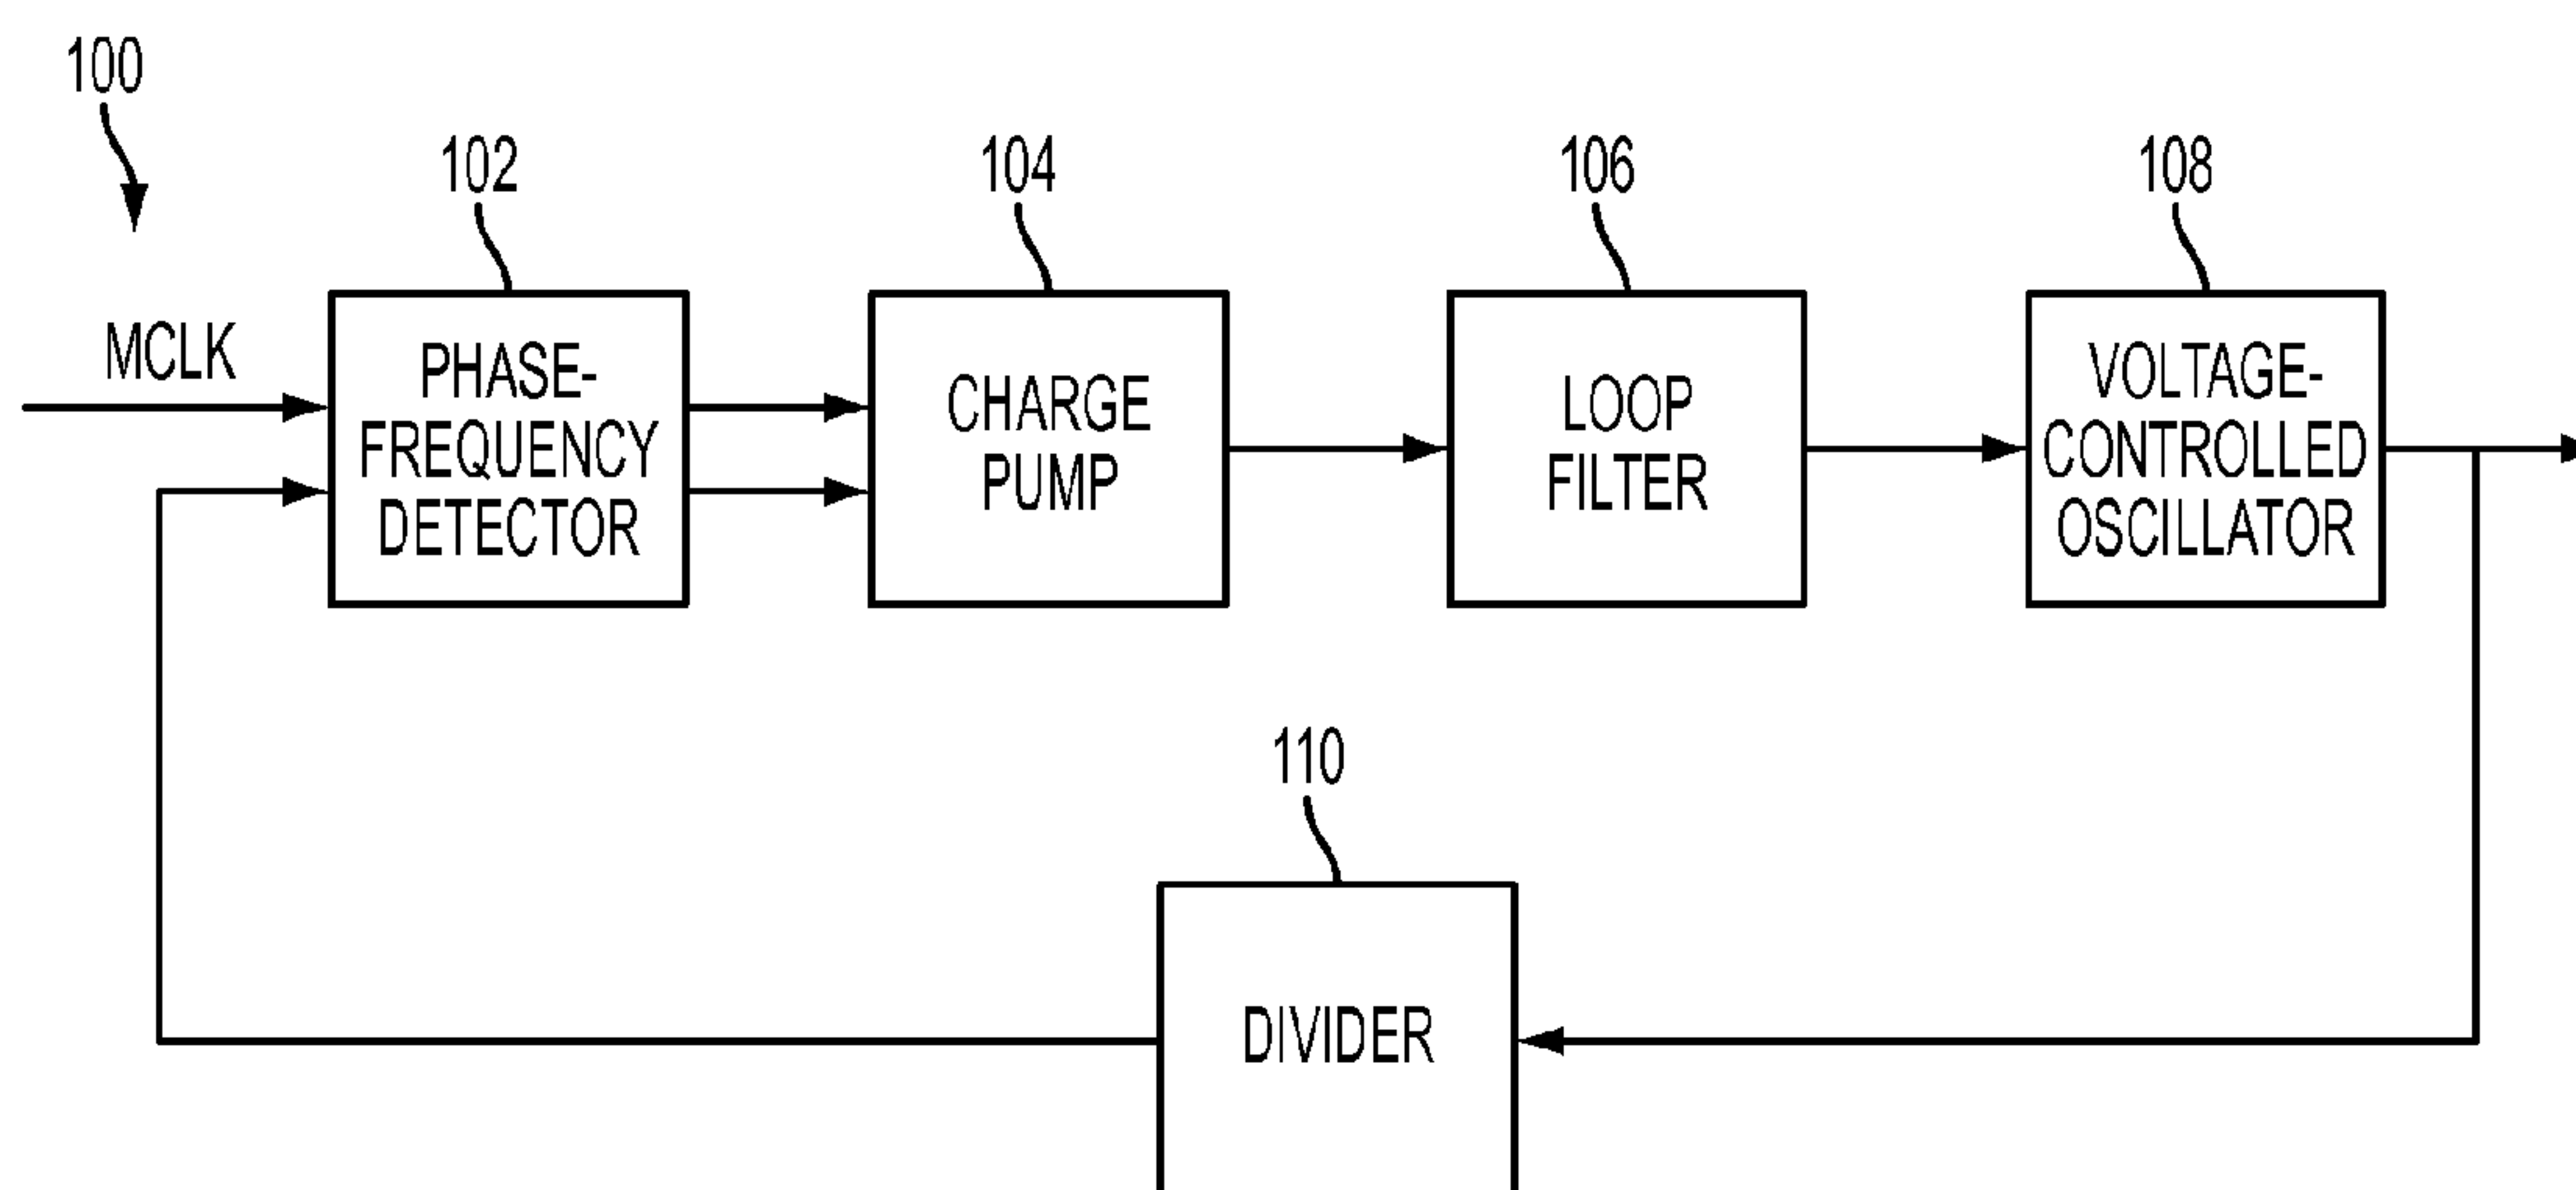 100
102
104
106
108
MCLK
PHASE-
FREQUENCY
DETECTOR
CHARGE
PUMP
LOOP
FILTER
VOLTAGE-
CONTROLLED
OSCILLATOR
110
DIVIDER